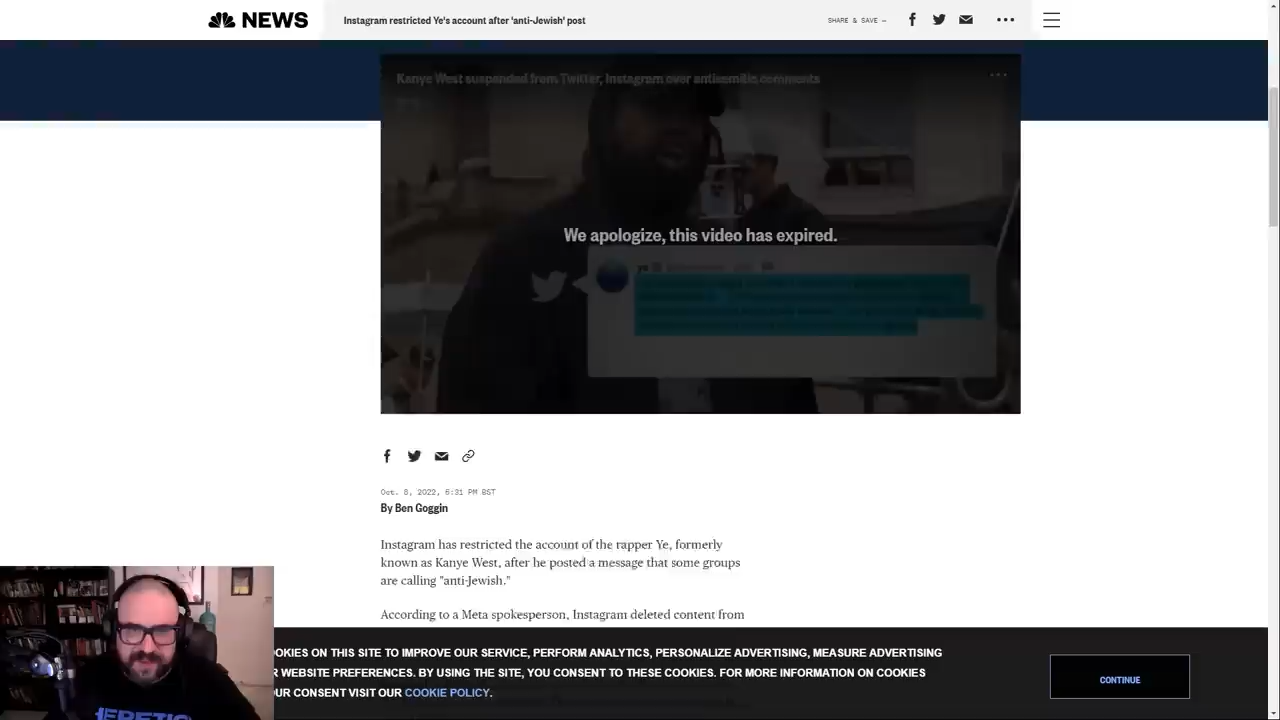 NEWS
Instagram restricted Ye's account after 'anti-Jewish' post
SHARE & SAVE —
Kanye West suspended from Twitter, Instagram over antisemitic comments
We apologize, this video has expired.
Oct. 8, 2022, 6:31 PM BST
By Ben Goggin
Instagram has restricted the account of the rapper Ye, formerly
known as Kanye West, after he posted a message that some groups
are calling "anti-Jewish."
According to a Meta spokesperson, Instagram deleted content from
OKIES ON THIS SITE TO IMPROVE OUR SERVICE, PERFORM ANALYTICS, PERSONALIZE ADVERTISING, MEASURE ADVERTISING
R WEBSITE PREFERENCES. BY USING THE SITE, YOU CONSENT TO THESE COOKIES. FOR MORE INFORMATION ON COOKIES
UR CONSENT VISIT OUR COOKIE POLICY.
CONTINUE
HERETIC